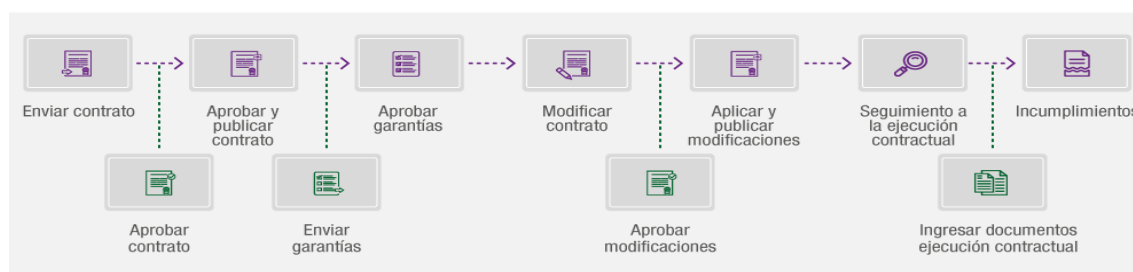 Enviar contrato
Aprobar y
publicar
contrato
Aprobar
garantías
Modificar
contrato
Aplicar y
publicar
modificaciones
Seguimiento a
la ejecución
contractual
Incumplimientos
Aprobar
contrato
Enviar
garantías
Aprobar
modificaciones
Ingresar documentos
ejecución contractual